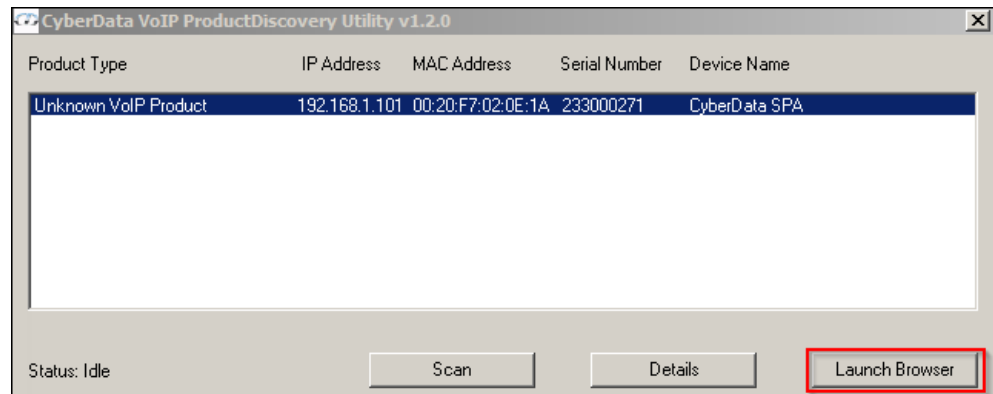 CyberData VoIP ProductDiscovery Utility v1.2.0
Product Type IP Address MAC Address Serial Number Device Name
Unknown VoIP Product 192.168.1.101 00:20:F7:02:0E:1A 233000271 CyberData SPA
Status: Idle Scan Details Launch Browser